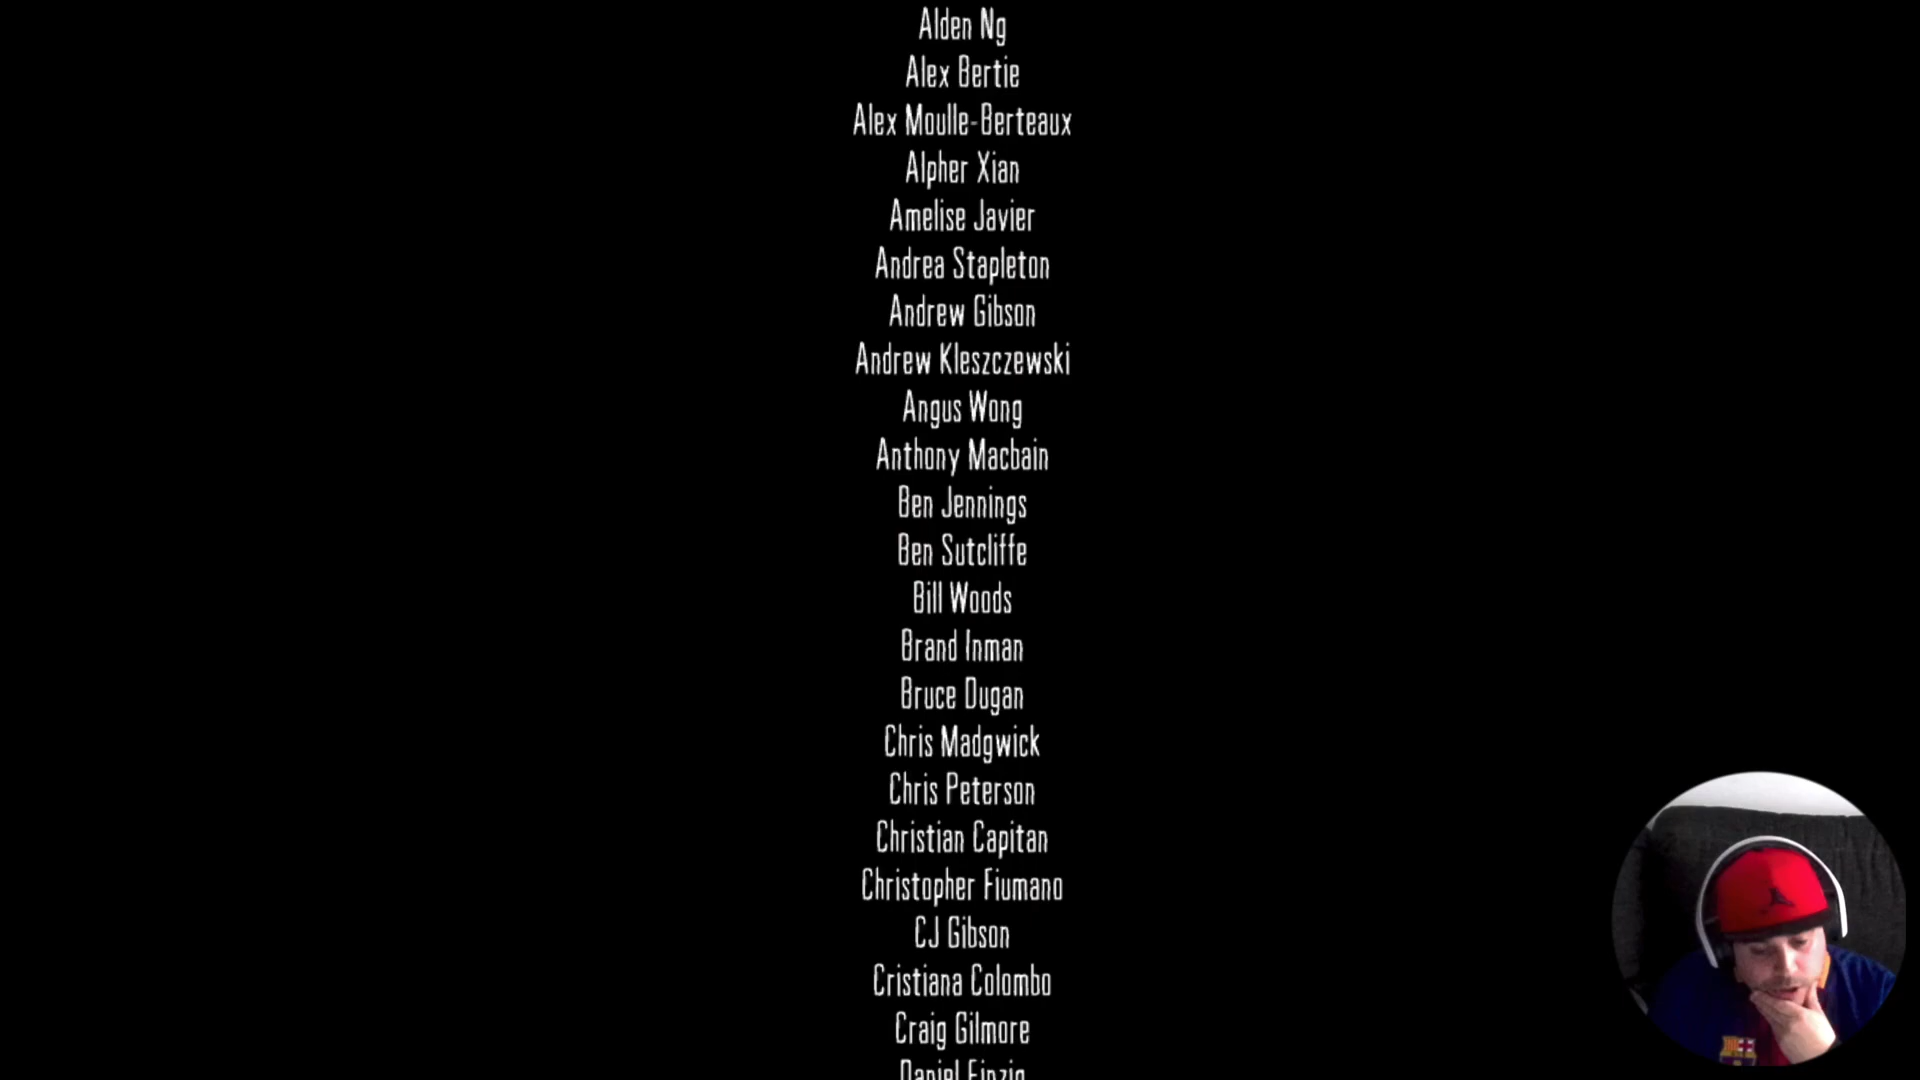 Alden Ng
Alex Bertie
Alex Moulle-Berteaux
Alpher Xian
Amelise Javier
Andrea Stapleton
Andrew Gibson
Andrew Kleszczewski
Angus Wong
Anthony Macbain
Ben Jennings
Ben Sutcliffe
Bill Woods
Brand Inman
Bruce Dugan
Chris Madgwick
Chris Peterson
Christian Capitan
Christopher Fiumano
CJ Gibson
Cristiana Colombo
Craig Gilmore
Daniel Einzig